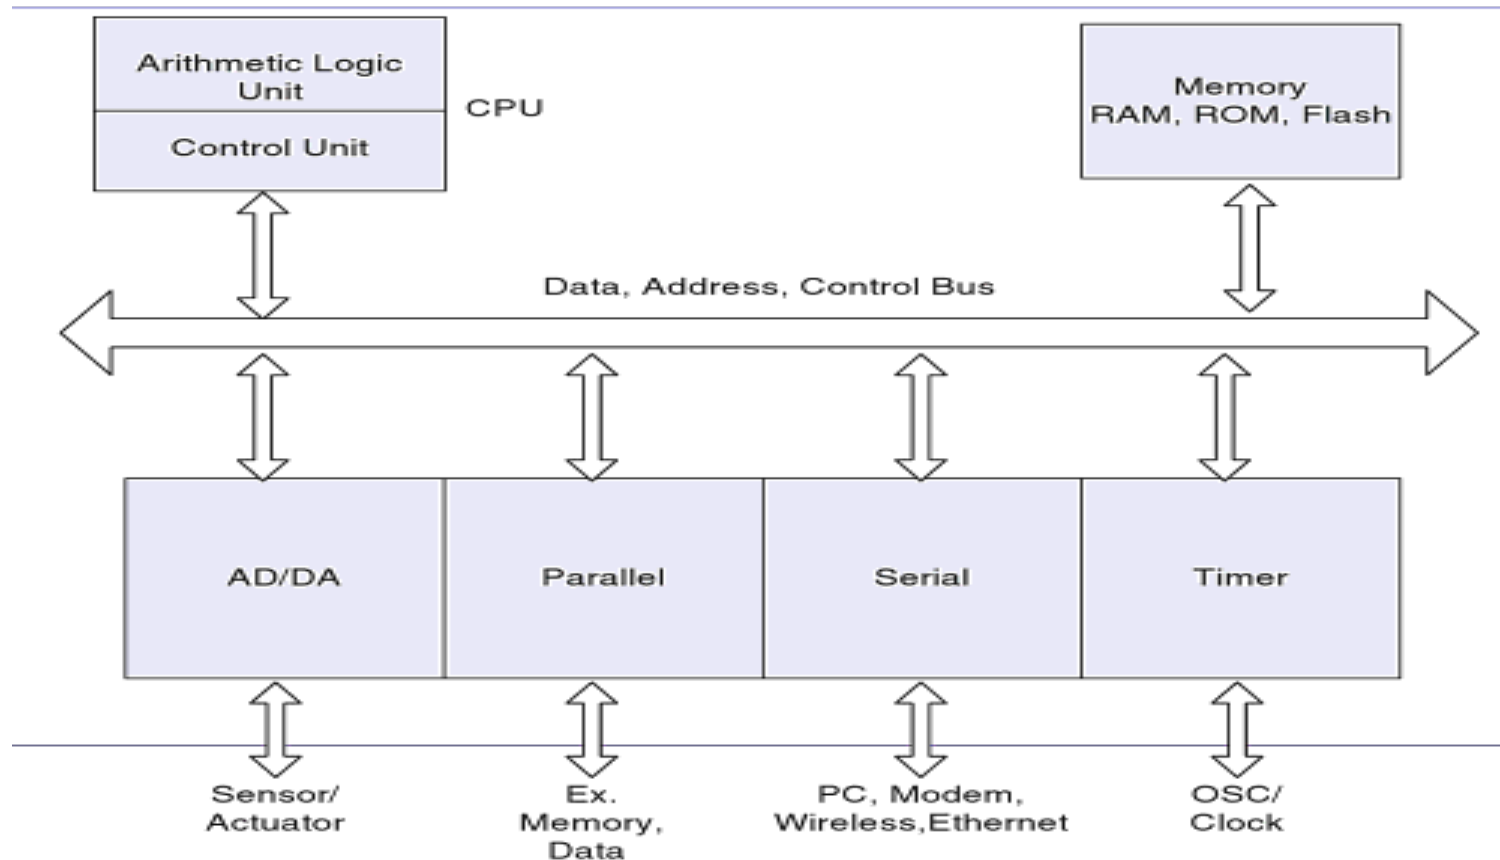 Arithmetic Logic
Unit
Control Unit
CPU
Memory
RAM, ROM, Flash
Data, Address, Control Bus
AD/DA
Parallel
Serial
Timer
Sensor/
Actuator
Ex.
Memory,
Data
PC, Modem,
Wireless,Ethernet
OSC/
Clock